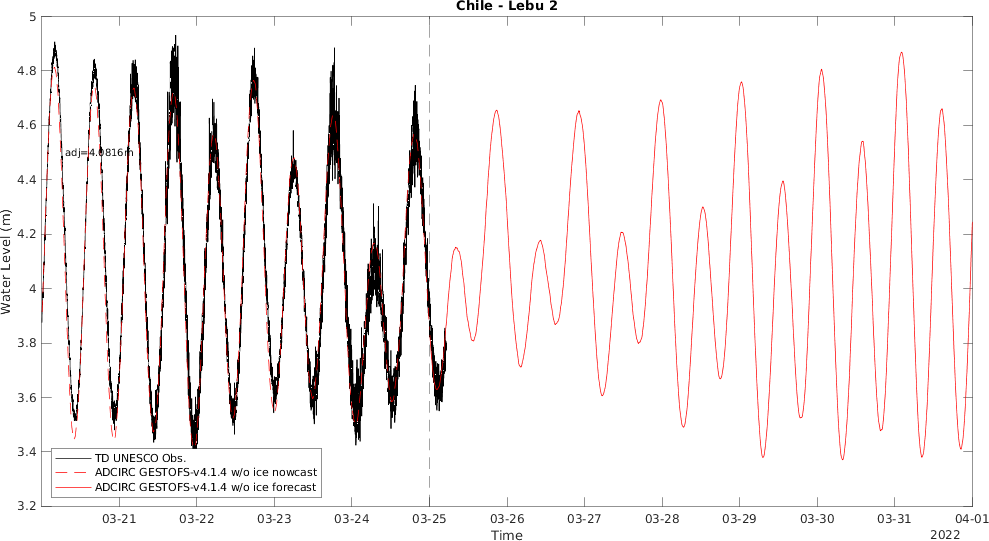 Chile - Lebu 2
5
4.8
4.6
4.4
4.2
4
3.8
3.6
3.4
3.2
Water Level (m)
adj=4.0816m
TD UNESCO Obs.
ADCIRC GESTOFS-v4.1.4 w/o ice nowcast
ADCIRC GESTOFS-v4.1.4 w/o ice forecast
03-21 03-22 03-23 03-24 03-25 03-26 03-27 03-28 03-29 03-30 03-31 04-01
Time
2022